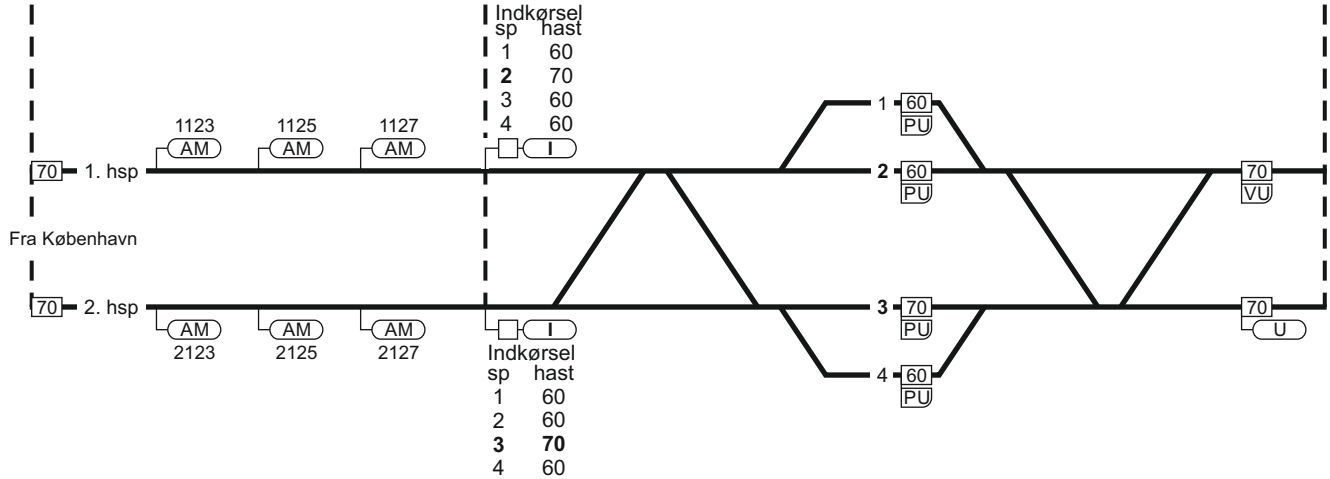 Indkørsel
sp hast
1 60
2 70
3 60
4 60
1123 1125 1127
AM AM AM I
1 60
PU
70 1. hsp 2 60 70
PU VU
Fra København
70 2. hsp 3 70 70
AM AM AM I PU U
2123 2125 2127
Indkørsel
sp hast
1 60
2 60
3 70
4 60
4 60
PU